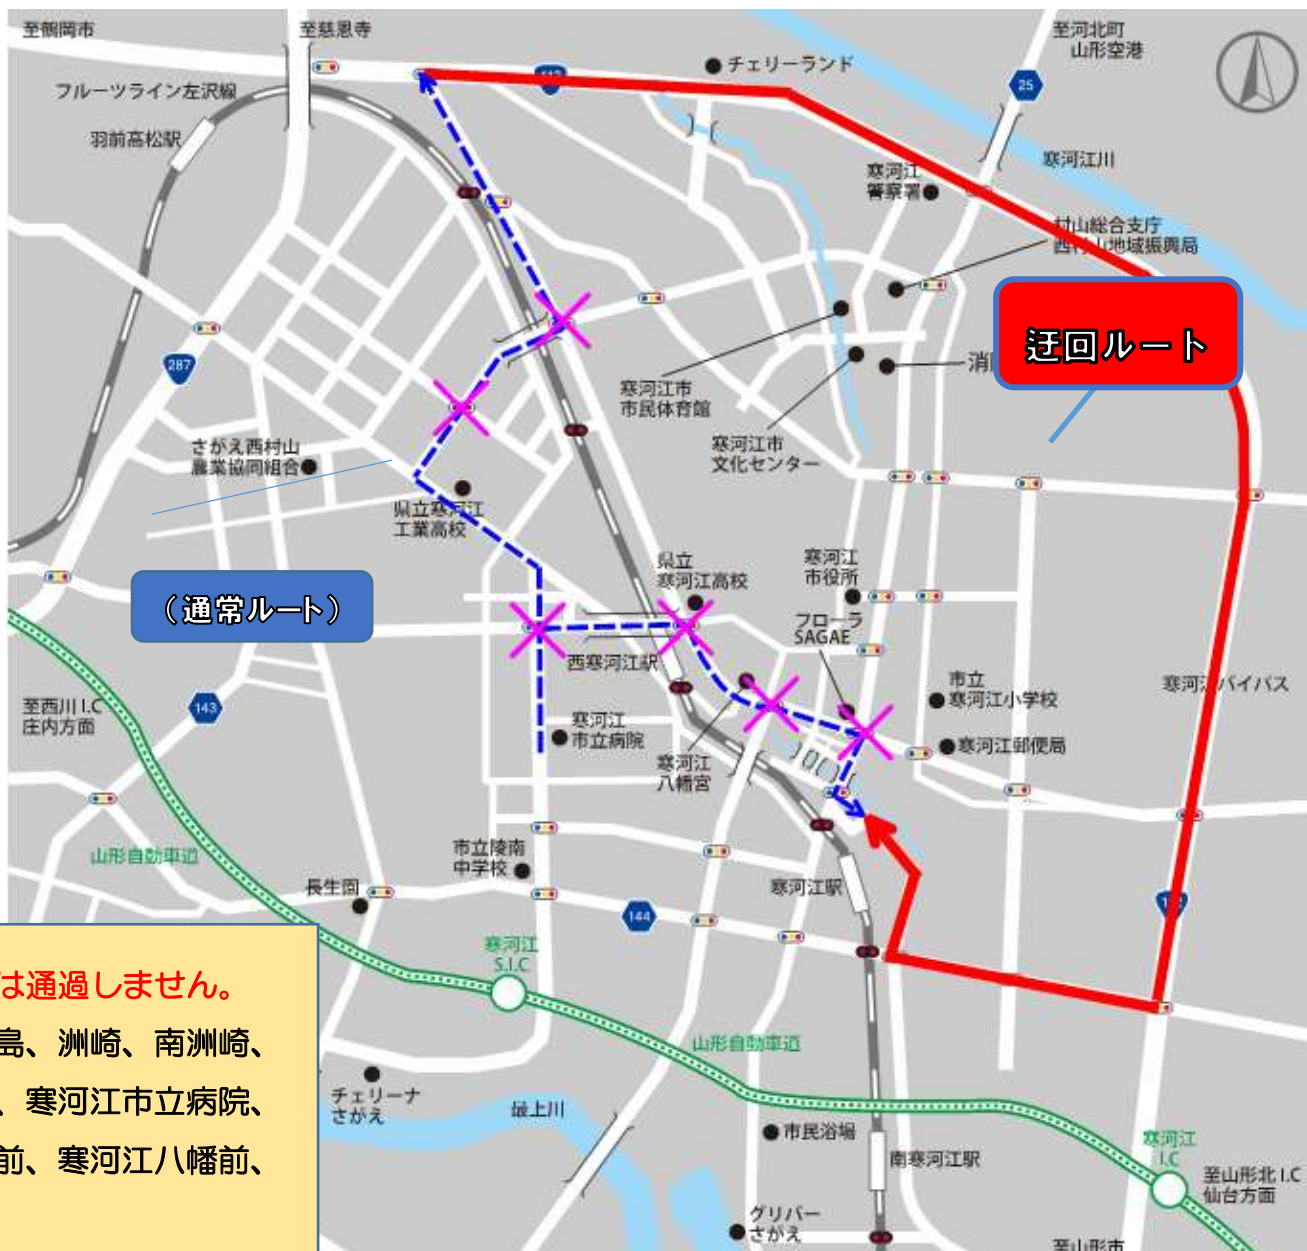 至鶴岡市
至慈恩寺
至河北町
山形空港
チェリーランド
25
フルーツライン左沢線
羽前高松駅
寒河江川
寒河江
警察署
村山総合支庁
西村山地域振興局
迂回ルート
消
287
寒河江市
市民体育館
寒河江市
文化センター
さがえ西村山
農業協同組合
県立寒河江
工業高校
県立
寒河江高校
寒河江
市役所
フローラ
SAGAE
(通常ルート)
西寒河江駅
市立
寒河江小学校
寒河江バイパス
至西川 I.C
庄内方面
143
寒河江
市立病院
寒河江郵便局
寒河江
八幡宮
山形自動車道
市立陵南
中学校
長生園
寒河江駅
144
寒河江
S.I.C
は通過しません。
島、洲崎、南洲崎、
、寒河江市立病院、
前、寒河江八幡前、
山形自動車道
チェリーナ
さがえ
最上川
市民浴場
南寒河江駅
寒河江
I.C
至山形北 I.C
仙台方面
グリバー
さがえ
至山形市